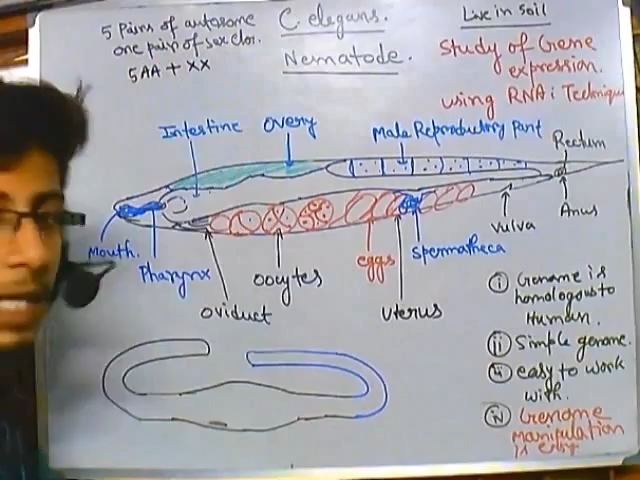 5 Pairs of autosome
one pair of sex clor.
5AA + XX
C. elegans.
Nematode.
Live in soil
Study of Gene
expression.
using RNAi Technique
Intestine
Overy
Male Reproductory Part
Rectum
Mouth.
Pharynx
oviduct
oocytes
eggs
Uterus
Spermatheca
Vulva
Anus
i Genome is
homologous to
Human.
ii Simple genome.
iii easy to work
with.
iv Genome
manipulation
is easy